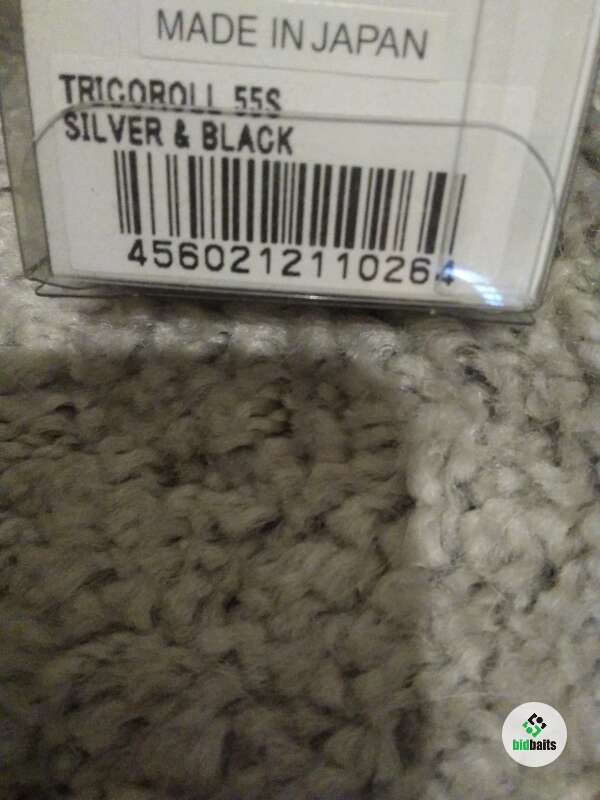 MADE IN JAPAN
TRICOROLL 55S
SILVER & BLACK
4560212110264
bidbaits